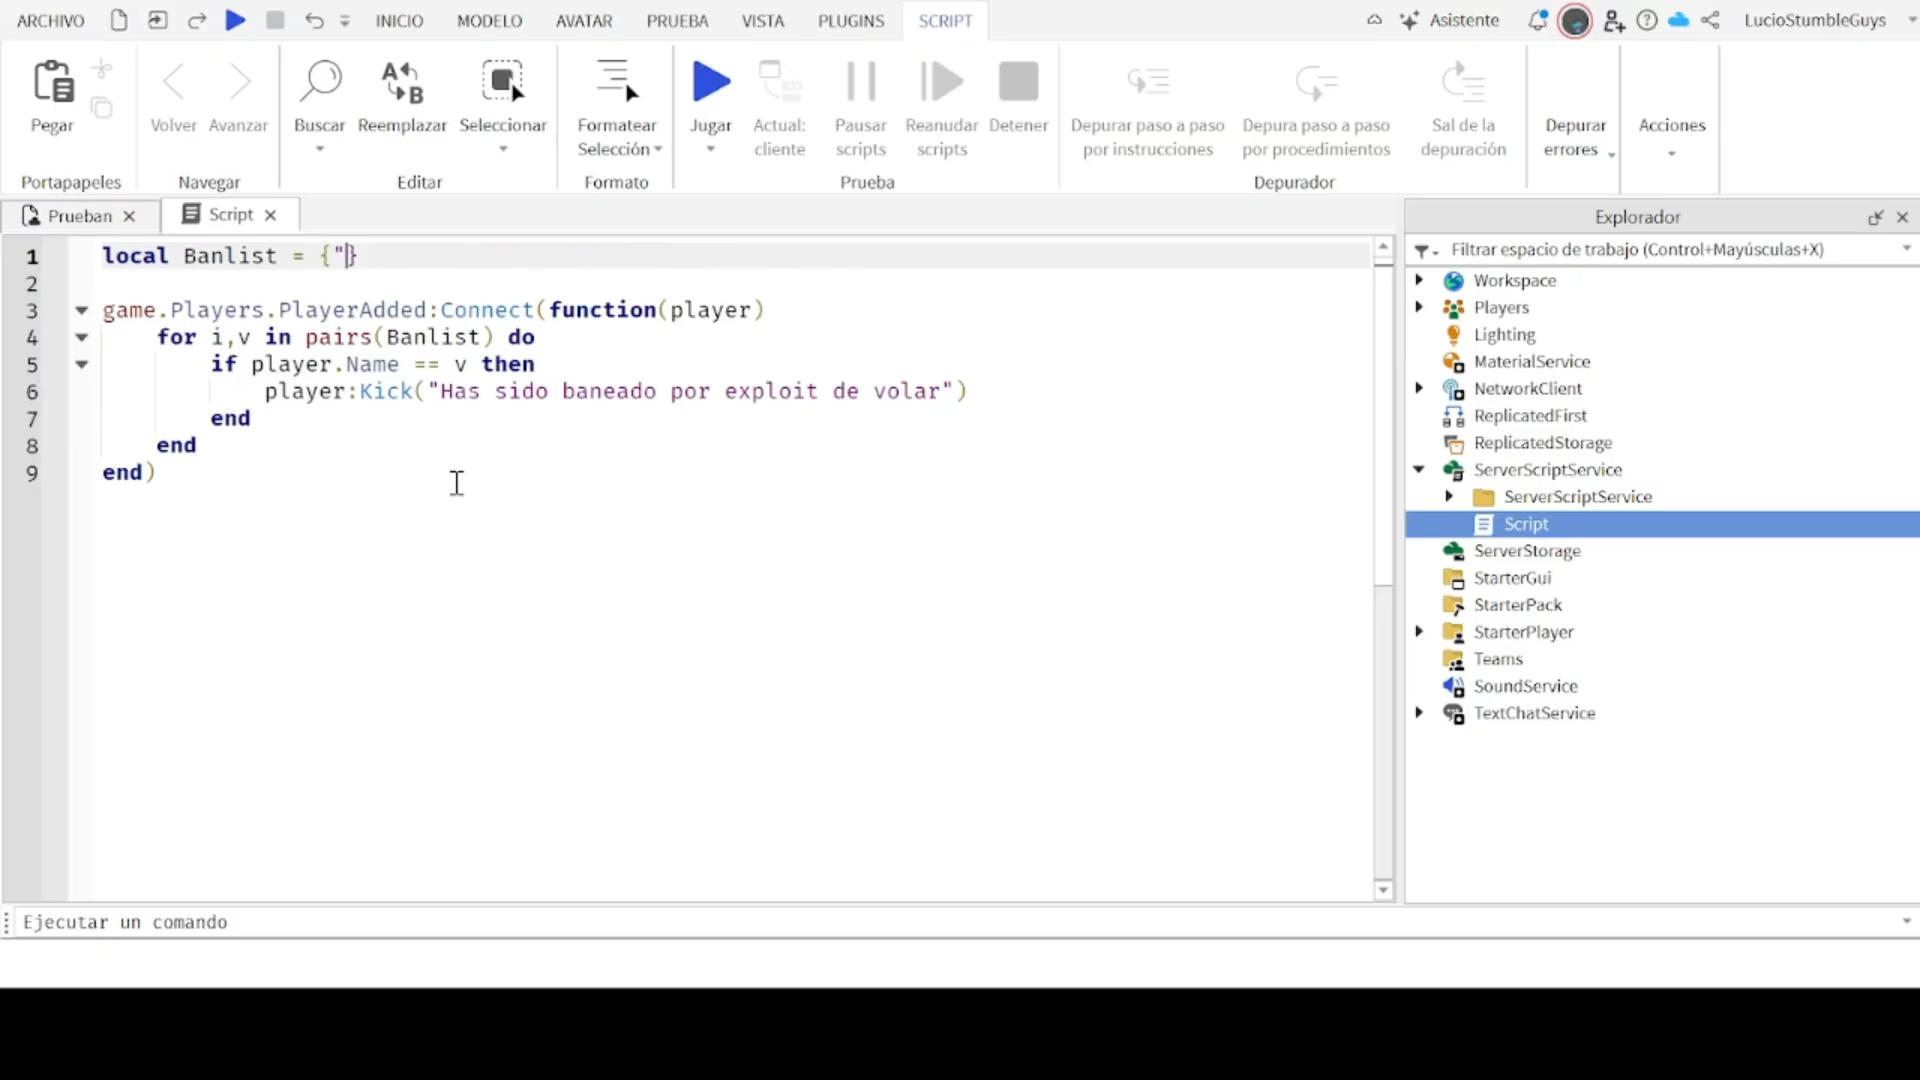 ARCHIVO INICIO MODELO AVATAR PRUEBA VISTA PLUGINS SCRIPT Asistente LucioStumbleGuys
Pegar Volver Avanzar Buscar Reemplazar Seleccionar Formatear Selección Jugar Actual: cliente Pausar scripts Reanudar scripts Detener Depurar paso a paso por instrucciones Depura paso a paso por procedimientos Sal de la depuración Depurar errores Acciones
Portapapeles Navegar Editar Formato Prueba Depurador
Prueban Script
1 local Banlist = {"}
2
3 game.Players.PlayerAdded:Connect(function(player)
4 for i,v in pairs(Banlist) do
5 if player.Name == v then
6 player:Kick("Has sido baneado por exploit de volar")
7 end
8 end
9 end)
Explorador
Filtrar espacio de trabajo (Control+Mayúsculas+X)
Workspace
Players
Lighting
MaterialService
NetworkClient
ReplicatedFirst
ReplicatedStorage
ServerScriptService
ServerScriptService
Script
ServerStorage
StarterGui
StarterPack
StarterPlayer
Teams
SoundService
TextChatService
Ejecutar un comando